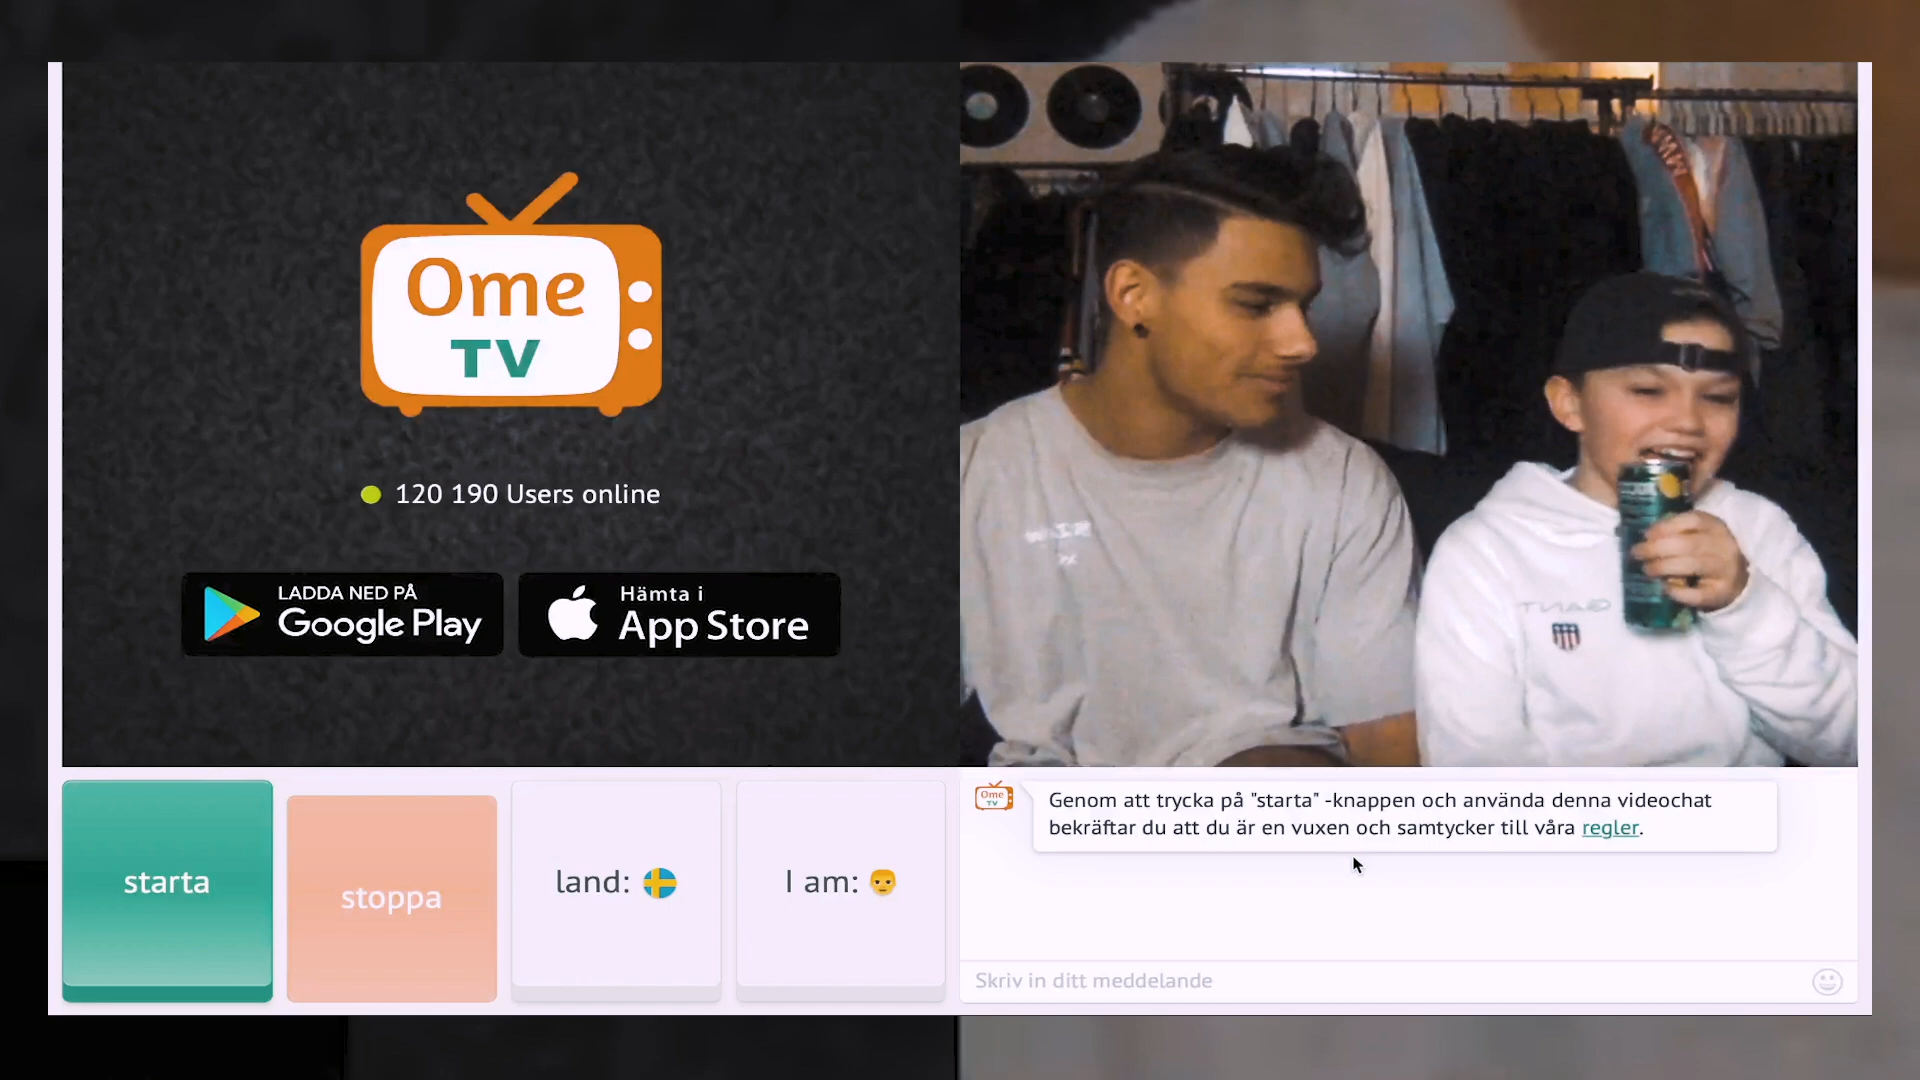 Ome
TV
120 190 Users online
LADDA NED PÅ
Google Play
Hämta i
App Store
starta
stoppa
land:
I am:
Ome
TV
Genom att trycka på "starta" -knappen och använda denna videochat
bekräftar du att du är en vuxen och samtycker till våra regler.
Skriv in ditt meddelande